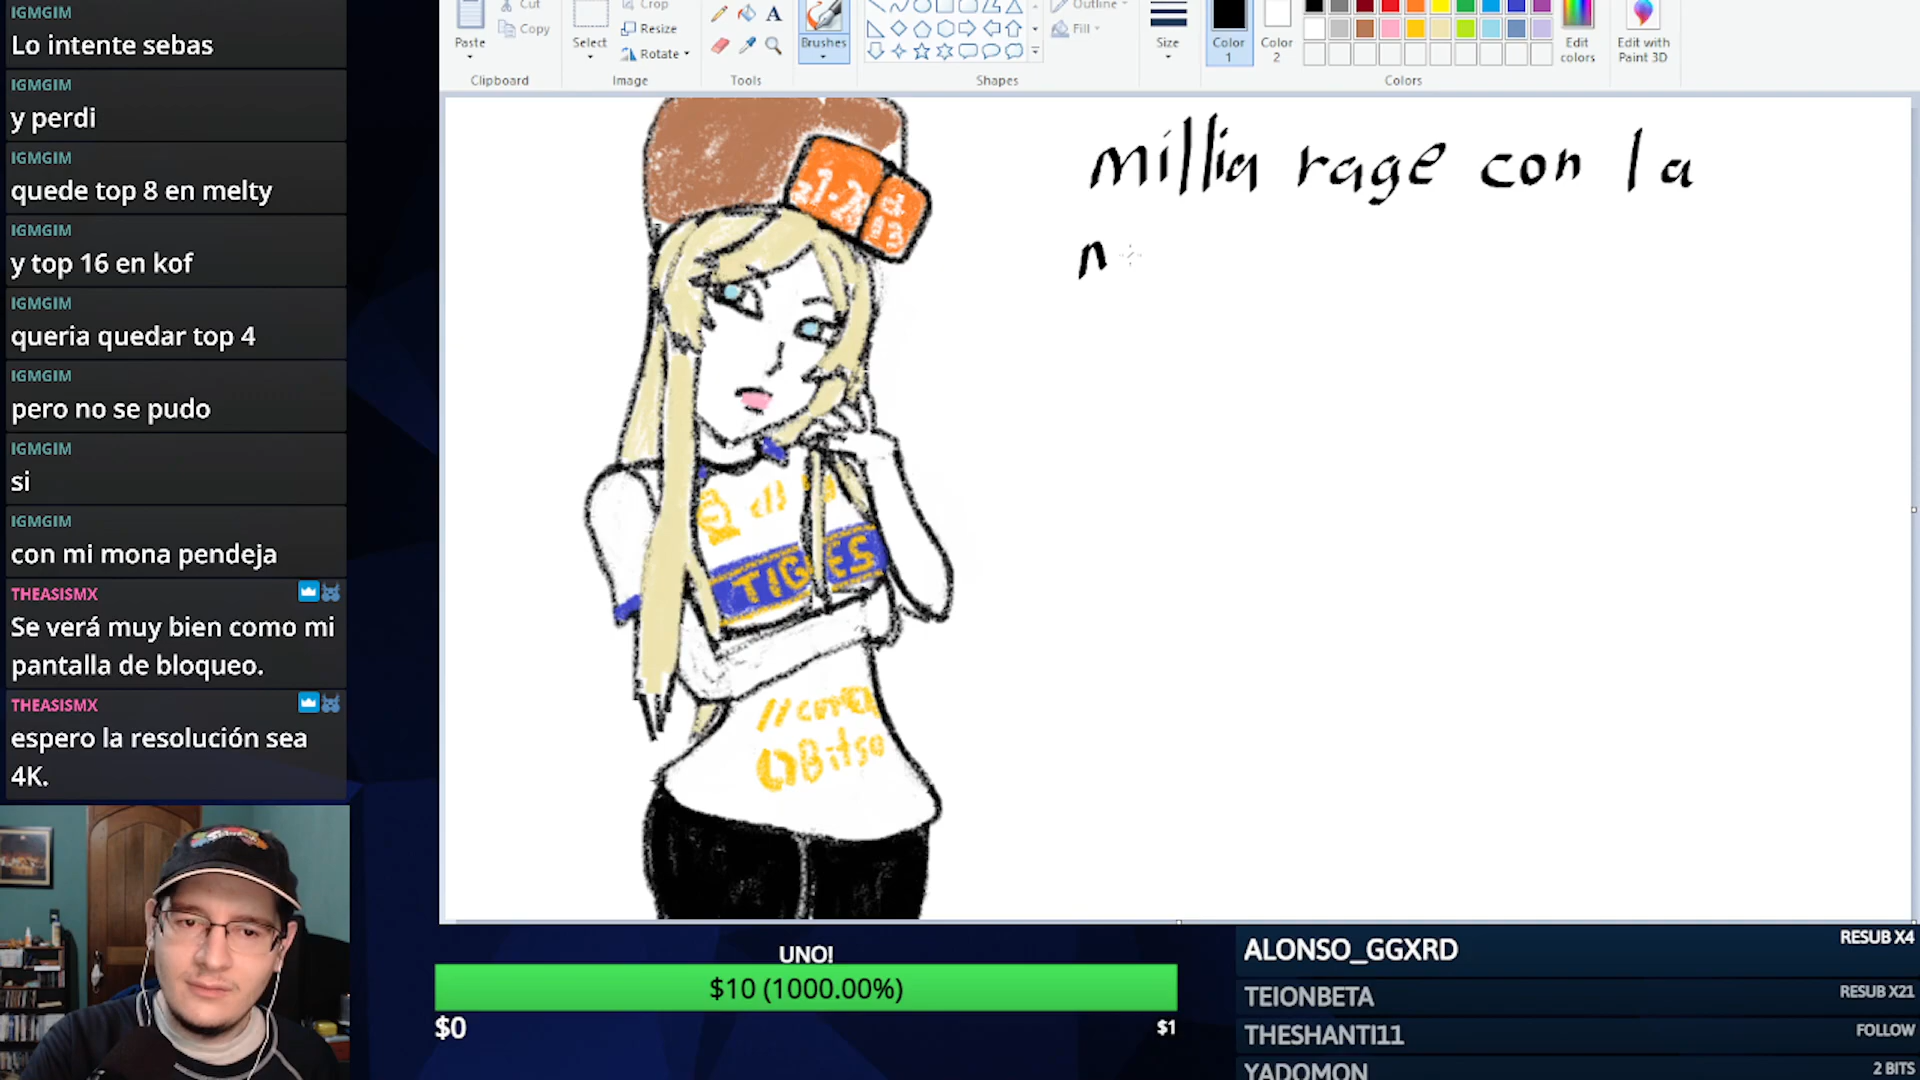 IGMGIM
Lo intente sebas
IGMGIM
y perdi
IGMGIM
quede top 8 en melty
IGMGIM
y top 16 en kof
IGMGIM
queria quedar top 4
IGMGIM
pero no se pudo
IGMGIM
si
IGMGIM
con mi mona pendeja
THEASISMX
Se verá muy bien como mi
pantalla de bloqueo.
THEASISMX
espero la resolución sea
4K.
Paste
Cut
Copy
Clipboard
Select
Crop
Resize
Rotate
Image
A
Tools
Brushes
Shapes
Outline
Fill
Size
Color
1
Color
2
Colors
Edit
colors
Edit with
Paint 3D
millia rage con la
n
TIGRES
Bitso
UNO!
$10 (1000.00%)
$0
$1
ALONSO_GGXRD
RESUB X4
TEIONBETA
RESUB X21
THESHANTI11
FOLLOW
YADOMON
2 BITS